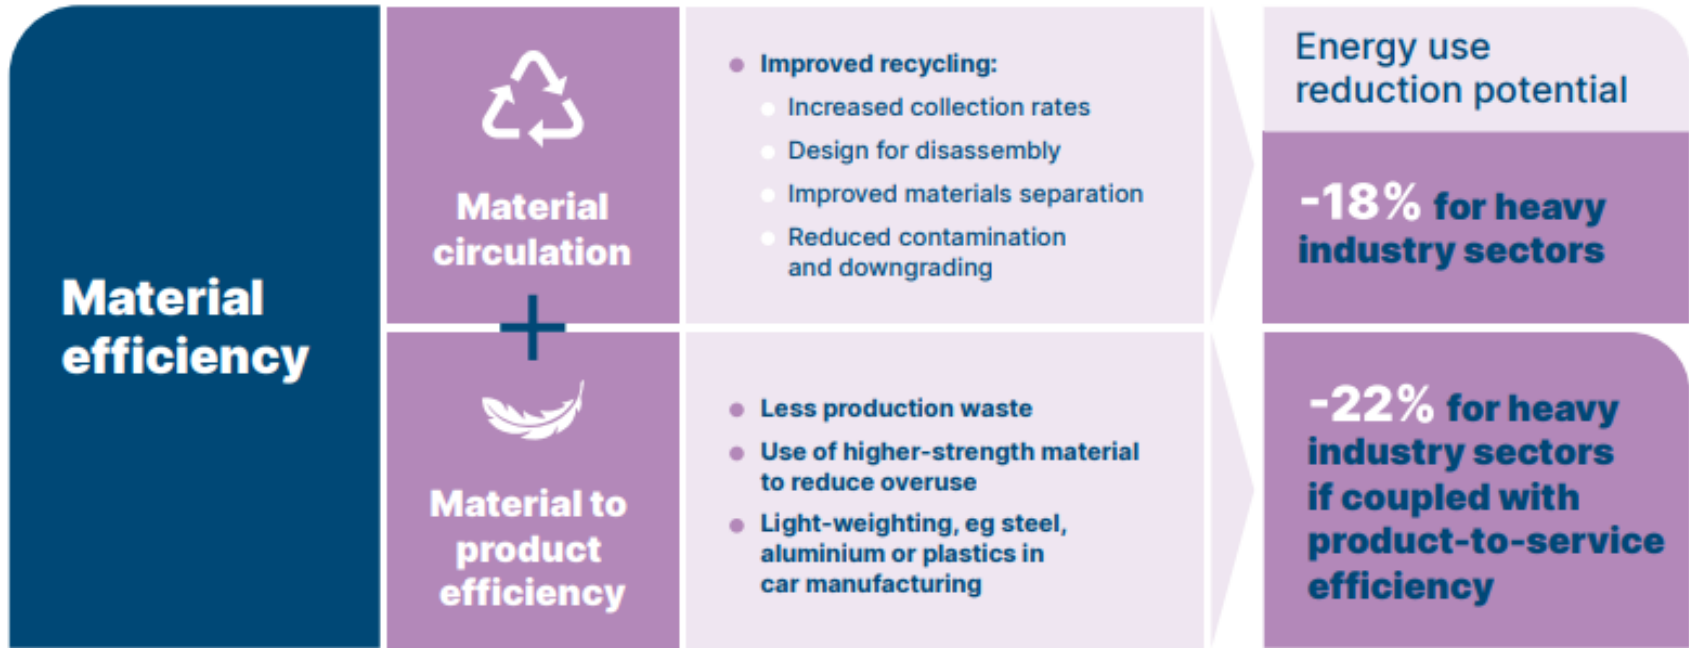 Material
efficiency
Material
circulation
Improved recycling:
Increased collection rates
Design for disassembly
Improved materials separation
Reduced contamination
and downgrading
Energy use
reduction potential
-18% for heavy
industry sectors
+
Material to
product
efficiency
Less production waste
Use of higher-strength material
to reduce overuse
Light-weighting, eg steel,
aluminium or plastics in
car manufacturing
-22% for heavy
industry sectors
if coupled with
product-to-service
efficiency